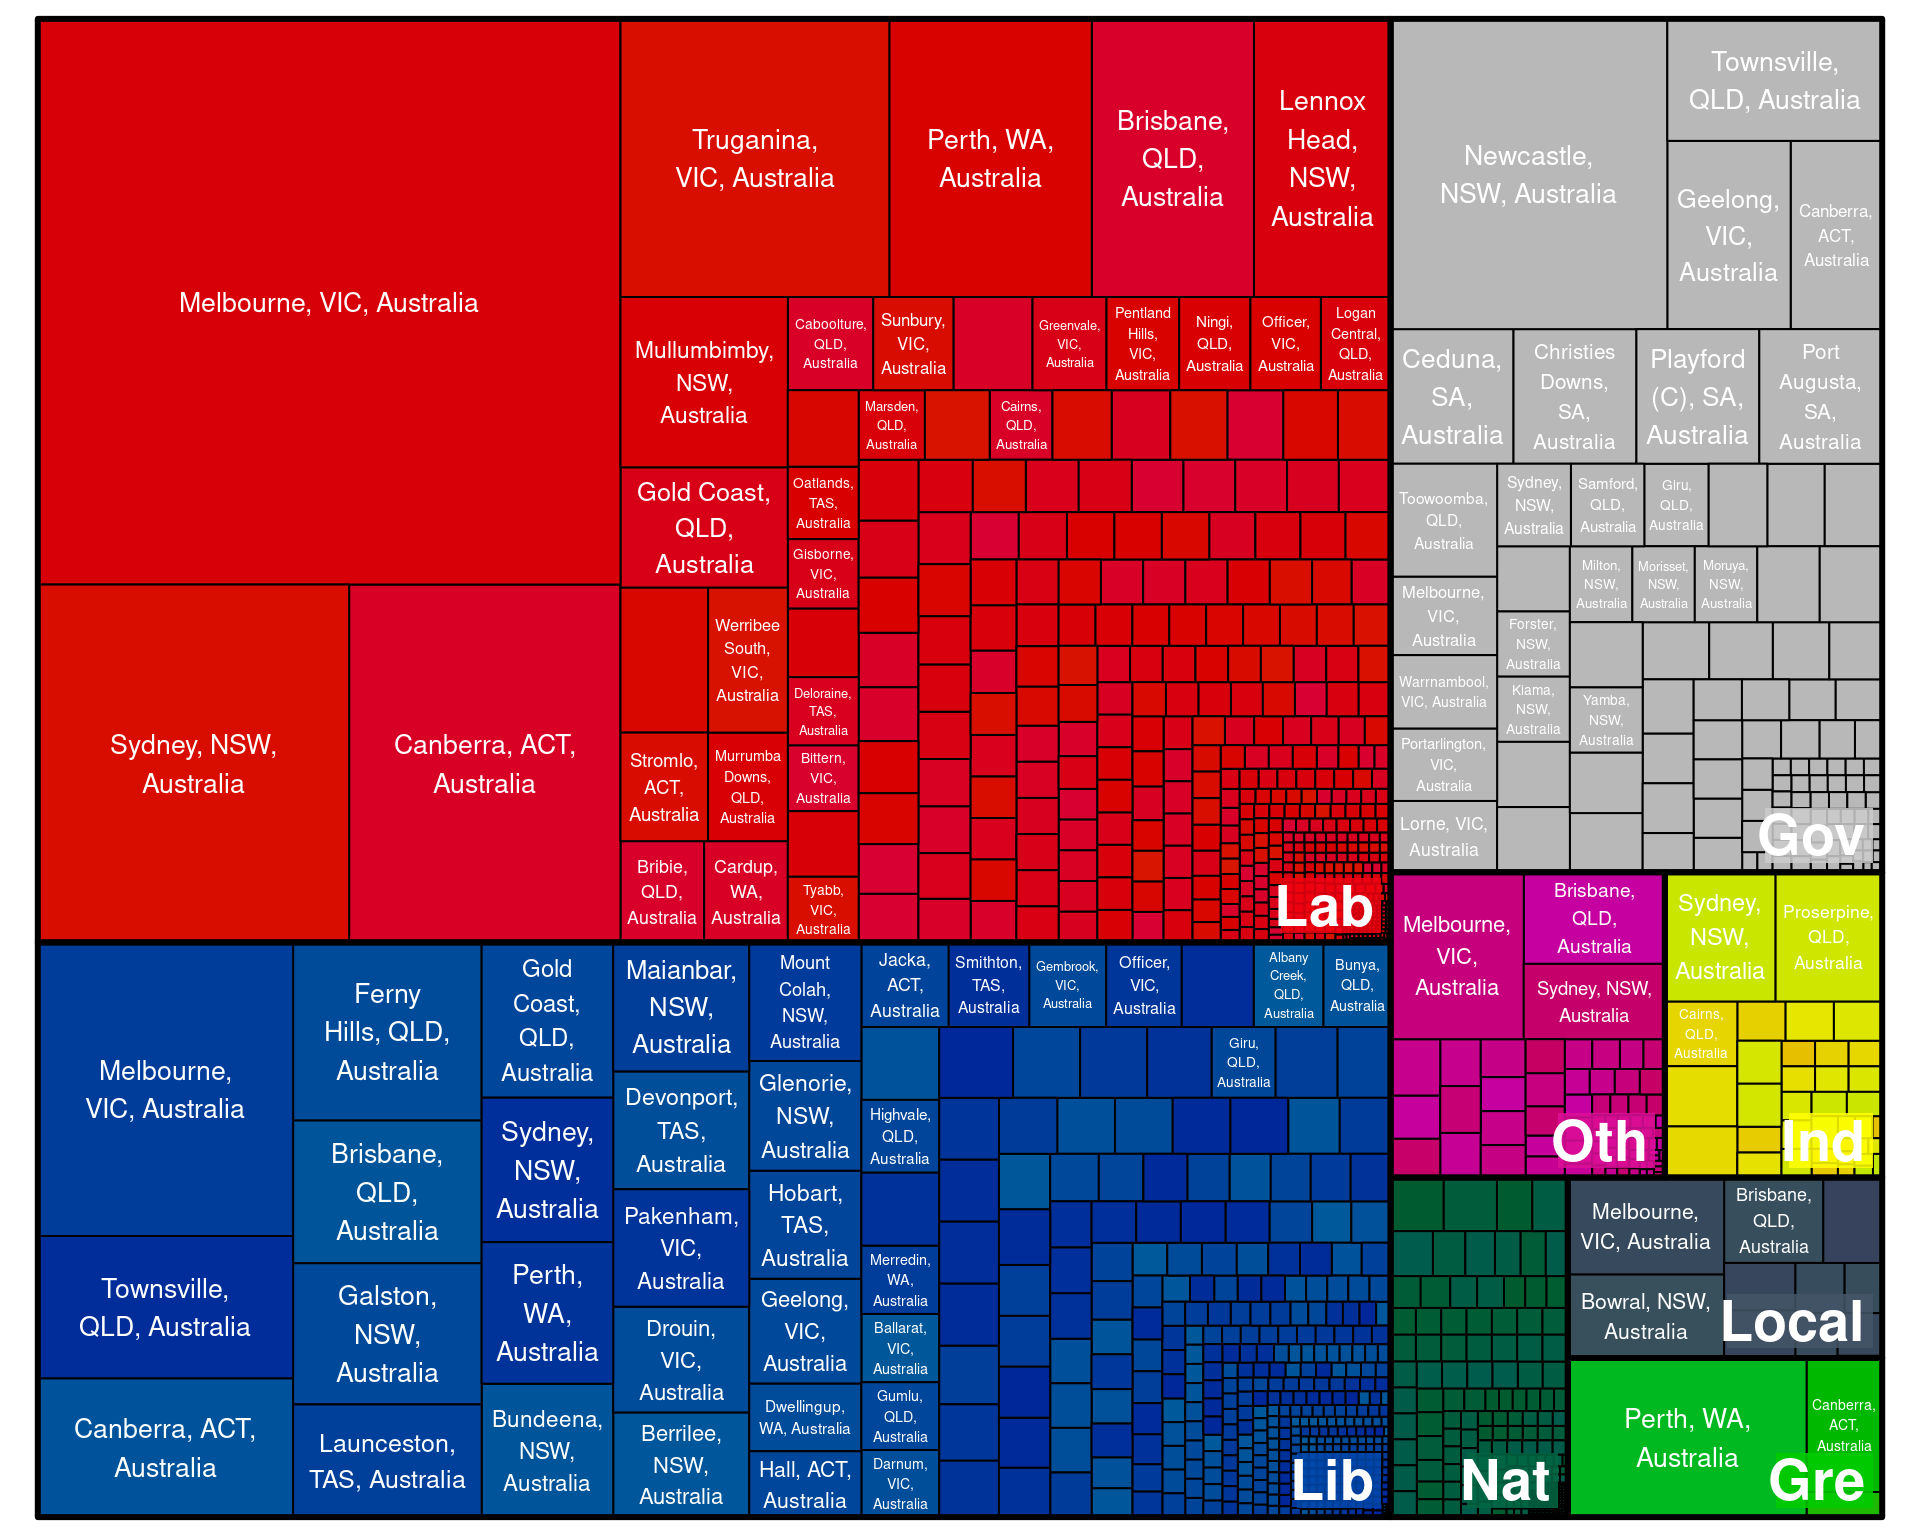 Melbourne, VIC, Australia
Sydney, NSW,
Australia
Canberra, ACT,
Australia
Truganina,
VIC, Australia
Perth, WA,
Australia
Brisbane,
QLD,
Australia
Lennox
Head,
NSW,
Australia
Mullumbimby,
NSW,
Australia
Gold Coast,
QLD,
Australia
Werribee
South,
VIC,
Australia
Stromlo,
ACT,
Australia
Murrumba
Downs,
QLD,
Australia
Bribie,
QLD,
Australia
Cardup,
WA,
Australia
Caboolture,
QLD,
Australia
Sunbury,
VIC,
Australia
Greenvale,
VIC,
Australia
Pentland
Hills,
VIC,
Australia
Ningi,
QLD,
Australia
Officer,
VIC,
Australia
Logan
Central,
QLD,
Australia
Marsden,
QLD,
Australia
Cairns,
QLD,
Australia
Oatlands,
TAS,
Australia
Gisborne,
VIC,
Australia
Deloraine,
TAS,
Australia
Bittern,
VIC,
Australia
Tyabb,
VIC,
Australia
Lab
Newcastle,
NSW, Australia
Townsville,
QLD, Australia
Geelong,
VIC,
Australia
Canberra,
ACT,
Australia
Ceduna,
SA,
Australia
Christies
Downs,
SA,
Australia
Playford
(C), SA,
Australia
Port
Augusta,
SA,
Australia
Toowoomba,
QLD,
Australia
Sydney,
NSW,
Australia
Samford,
QLD,
Australia
Giru,
QLD,
Australia
Melbourne,
VIC,
Australia
Milton,
NSW,
Australia
Morisset,
NSW,
Australia
Moruya,
NSW,
Australia
Forster,
NSW,
Australia
Warrnambool,
VIC, Australia
Kiama,
NSW,
Australia
Yamba,
NSW,
Australia
Portarlington,
VIC,
Australia
Lorne, VIC,
Australia
Gov
Melbourne,
VIC, Australia
Townsville,
QLD, Australia
Canberra, ACT,
Australia
Ferny
Hills, QLD,
Australia
Brisbane,
QLD,
Australia
Galston,
NSW,
Australia
Launceston,
TAS, Australia
Gold
Coast,
QLD,
Australia
Sydney,
NSW,
Australia
Perth,
WA,
Australia
Bundeena,
NSW,
Australia
Maianbar,
NSW,
Australia
Devonport,
TAS,
Australia
Pakenham,
VIC,
Australia
Drouin,
VIC,
Australia
Berrilee,
NSW,
Australia
Mount
Colah,
NSW,
Australia
Glenorie,
NSW,
Australia
Hobart,
TAS,
Australia
Geelong,
VIC,
Australia
Dwellingup,
WA, Australia
Hall, ACT,
Australia
Jacka,
ACT,
Australia
Smithton,
TAS,
Australia
Gembrook,
VIC,
Australia
Officer,
VIC,
Australia
Albany
Creek,
QLD,
Australia
Bunya,
QLD,
Australia
Giru,
QLD,
Australia
Highvale,
QLD,
Australia
Merredin,
WA,
Australia
Ballarat,
VIC,
Australia
Gumlu,
QLD,
Australia
Darnum,
VIC,
Australia
Lib
Melbourne,
VIC,
Australia
Brisbane,
QLD,
Australia
Sydney, NSW,
Australia
Oth
Sydney,
NSW,
Australia
Proserpine,
QLD,
Australia
Cairns,
QLD,
Australia
Ind
Nat
Melbourne,
VIC, Australia
Brisbane,
QLD,
Australia
Bowral, NSW,
Australia
Local
Perth, WA,
Australia
Canberra,
ACT,
Australia
Gre